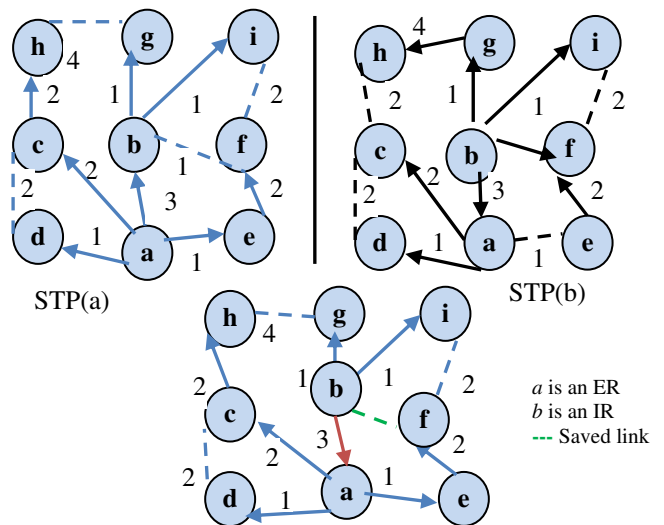 h g i
4
2 1 1 2
c b f
1
2 2 3 2
d 1 a 1 e
STP(a)
4
h g i
2 1 1 2
c b f
2 2 3 2
d 1 a 1 e
STP(b)
h g i
4
1 1 2
b
2
c f
3
2 2 2
1
d 1 a e
a is an ER
b is an IR
Saved link